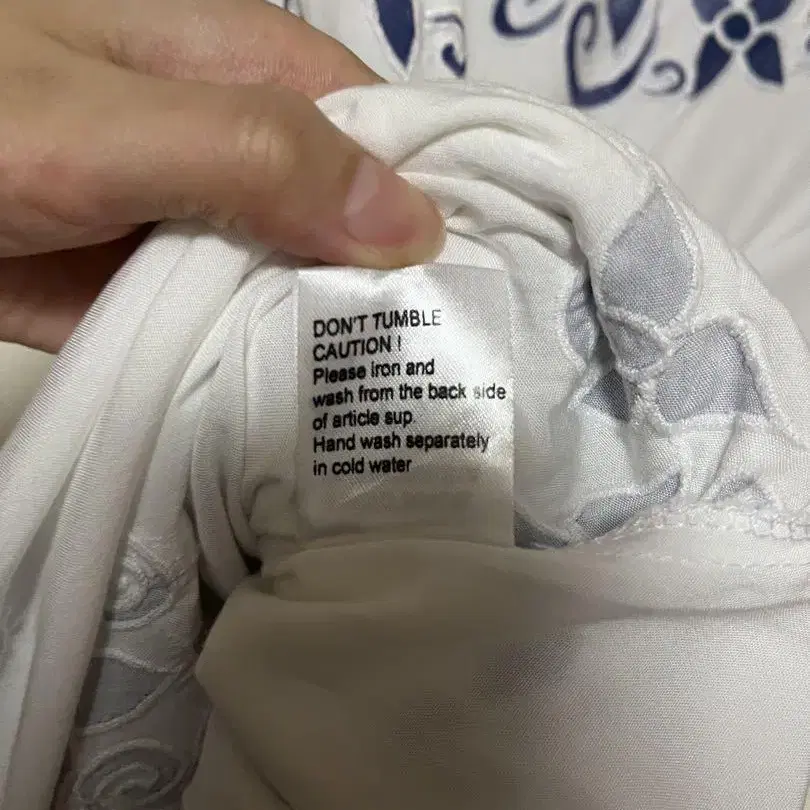 DON'T TUMBLE
CAUTION !
Please iron and
wash from the back side
of article sup.
Hand wash separately
in cold water